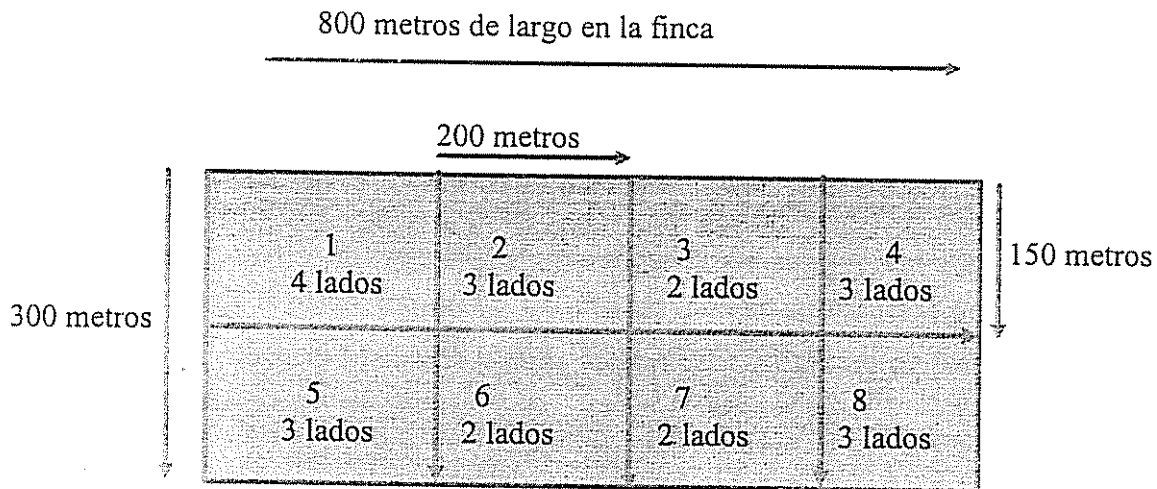 800 metros de largo en la finca
200 metros
1
4 lados
2
3 lados
3
2 lados
4
3 lados
150 metros
300 metros
5
3 lados
6
2 lados
7
2 lados
8
3 lados